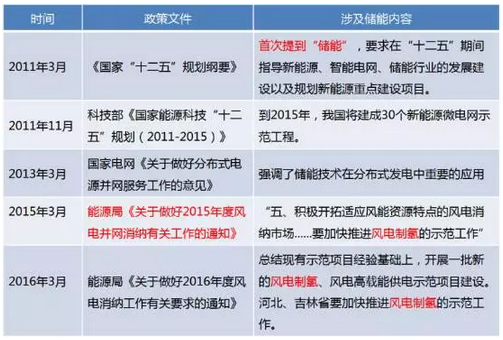 时间 政策文件 涉及储能内容
2011年3月 《国家“十二五”规划纲要》 首次提到“储能”，要求在“十二五”期间
指导新能源、智能电网、储能行业的发展建
设以及规划新能源重点建设项目。
2011年11月 科技部《国家能源科技“十二
五”规划（2011-2015）》 到2015年，我国将建成30个新能源微电网示
范工程。
2013年3月 国家电网《关于做好分布式电
源并网服务工作的意见》 强调了储能技术在分布式发电中重要的应用
2015年3月 能源局《关于做好2015年度风
电并网消纳有关工作的通知》 “五、积极开拓适应风能资源特点的风电消
纳市场……要加快推进风电制氢的示范工作”
2016年3月 能源局《关于做好2016年度风
电消纳工作有关要求的通知》 总结现有示范项目经验基础上，开展一批新
的风电制氢、风电高载能供电示范项目建设。
河北、吉林省要加快推进风电制氢的示范工
作。